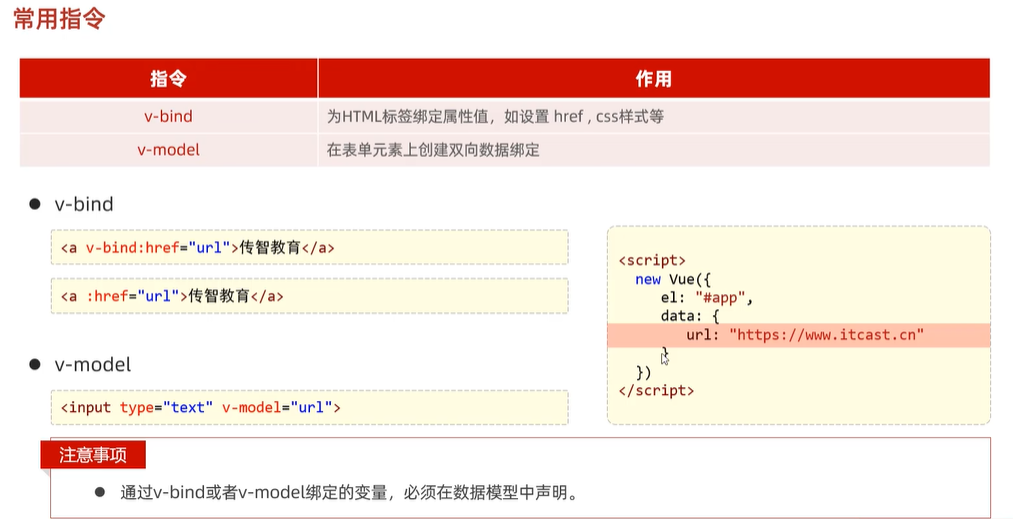 常用指令
指令 作用
v-bind 为HTML标签绑定属性值，如设置 href , css样式等
v-model 在表单元素上创建双向数据绑定
● v-bind
<a v-bind:href="url">传智教育</a>
<a :href="url">传智教育</a>
● v-model
<input type="text" v-model="url">
<script>
new Vue({
el: "#app",
data: {
url: "https://www.itcast.cn"
}
})
</script>
注意事项
● 通过v-bind或者v-model绑定的变量，必须在数据模型中声明。